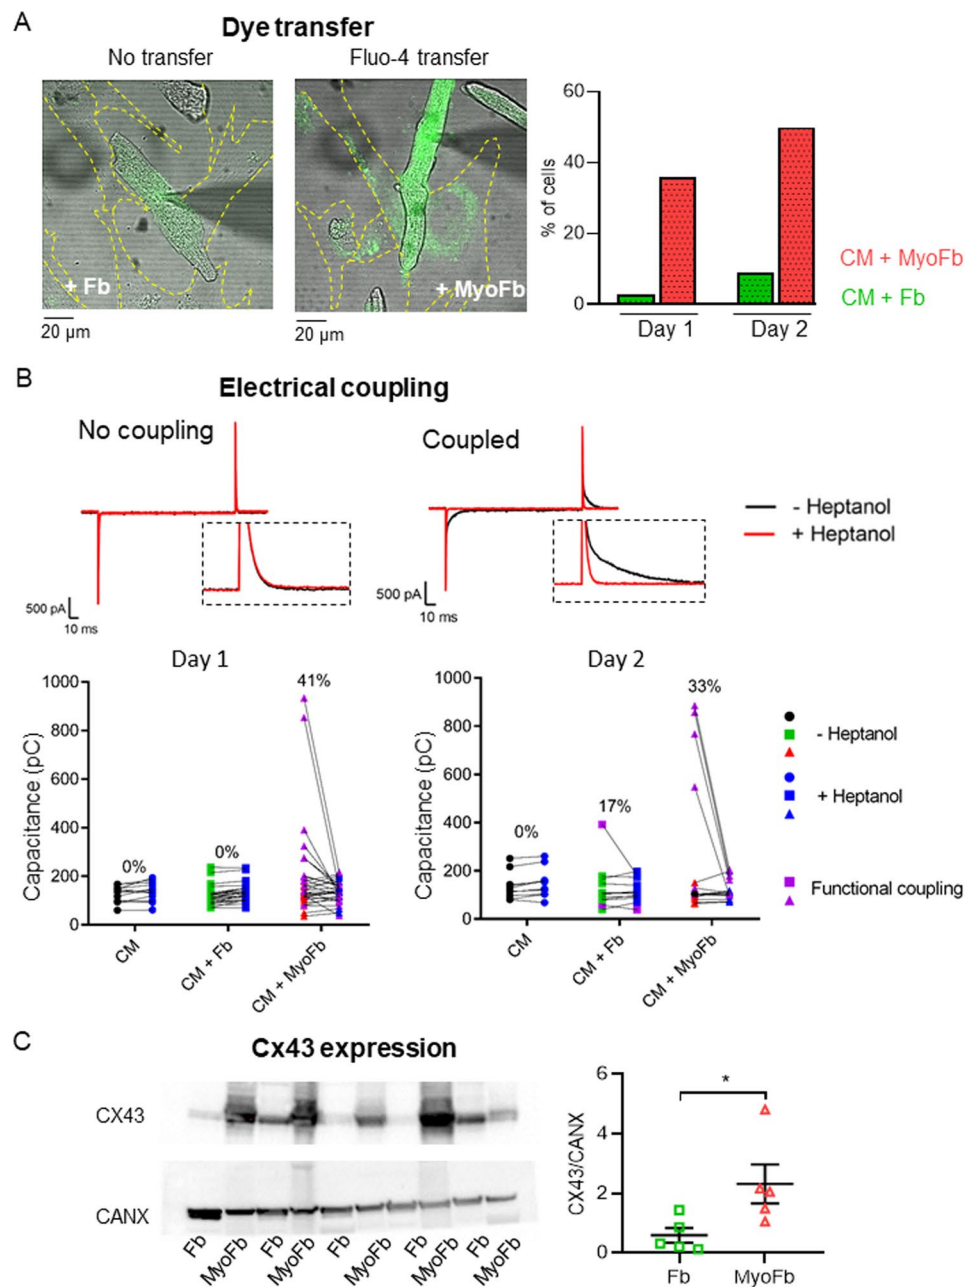 A
Dye transfer
No transfer
Fluo-4 transfer
+ Fb
+ MyoFb
20 µm
20 µm
% of cells
60
40
20
0
Day 1
Day 2
CM + MyoFb
CM + Fb
B
Electrical coupling
No coupling
Coupled
- Heptanol
+ Heptanol
500 pA
10 ms
500 pA
10 ms
Day 1
Capacitance (pC)
1000
800
600
400
200
0
0%
0%
41%
CM
CM + Fb
CM + MyoFb
Day 2
Capacitance (pC)
1000
800
600
400
200
0
0%
17%
33%
CM
CM + Fb
CM + MyoFb
- Heptanol
+ Heptanol
Functional coupling
C
Cx43 expression
CX43
CANX
Fb
MyoFb
Fb
MyoFb
Fb
MyoFb
Fb
MyoFb
Fb
MyoFb
CX43/CANX
6
4
2
0
*
Fb
MyoFb